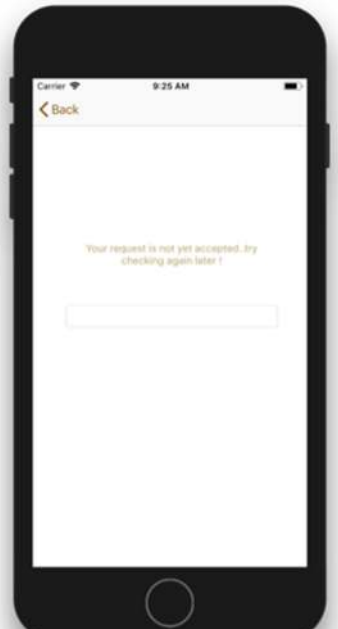 Carrier 9:25 AM
Back
Your request is not yet accepted..try
checking again later !